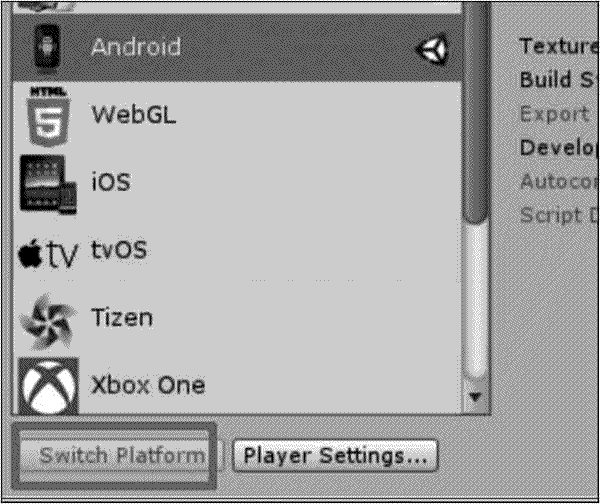 Android
HTML
5
WebGL
iOS
tv tvOS
Tizen
Xbox One
Switch Platform Player Settings...
Texture
Build S
Export
Develop
Autocon
Script D